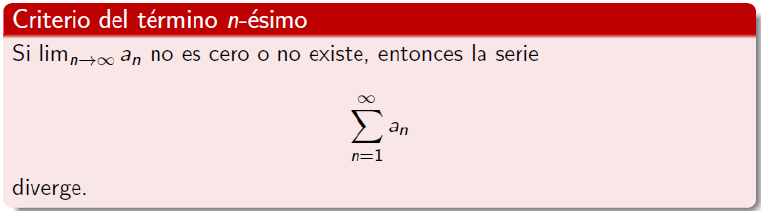 Criterio del término n-ésimo
Si lim_{n→∞} a_n no es cero o no existe, entonces la serie
∑_{n=1}^{∞} a_n
diverge.